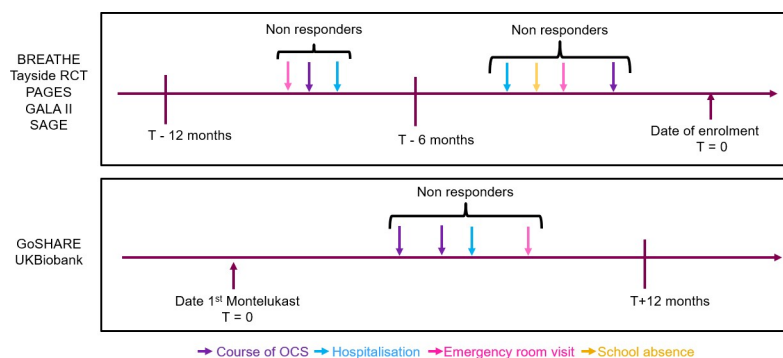 BREATHE
Tayside RCT
PAGES
GALA II
SAGE
Non responders
Non responders
T - 12 months
T - 6 months
Date of enrolment
T = 0
GoSHARE
UKBiobank
Non responders
Date 1st Montelukast
T = 0
T+12 months
Course of OCS
Hospitalisation
Emergency room visit
School absence